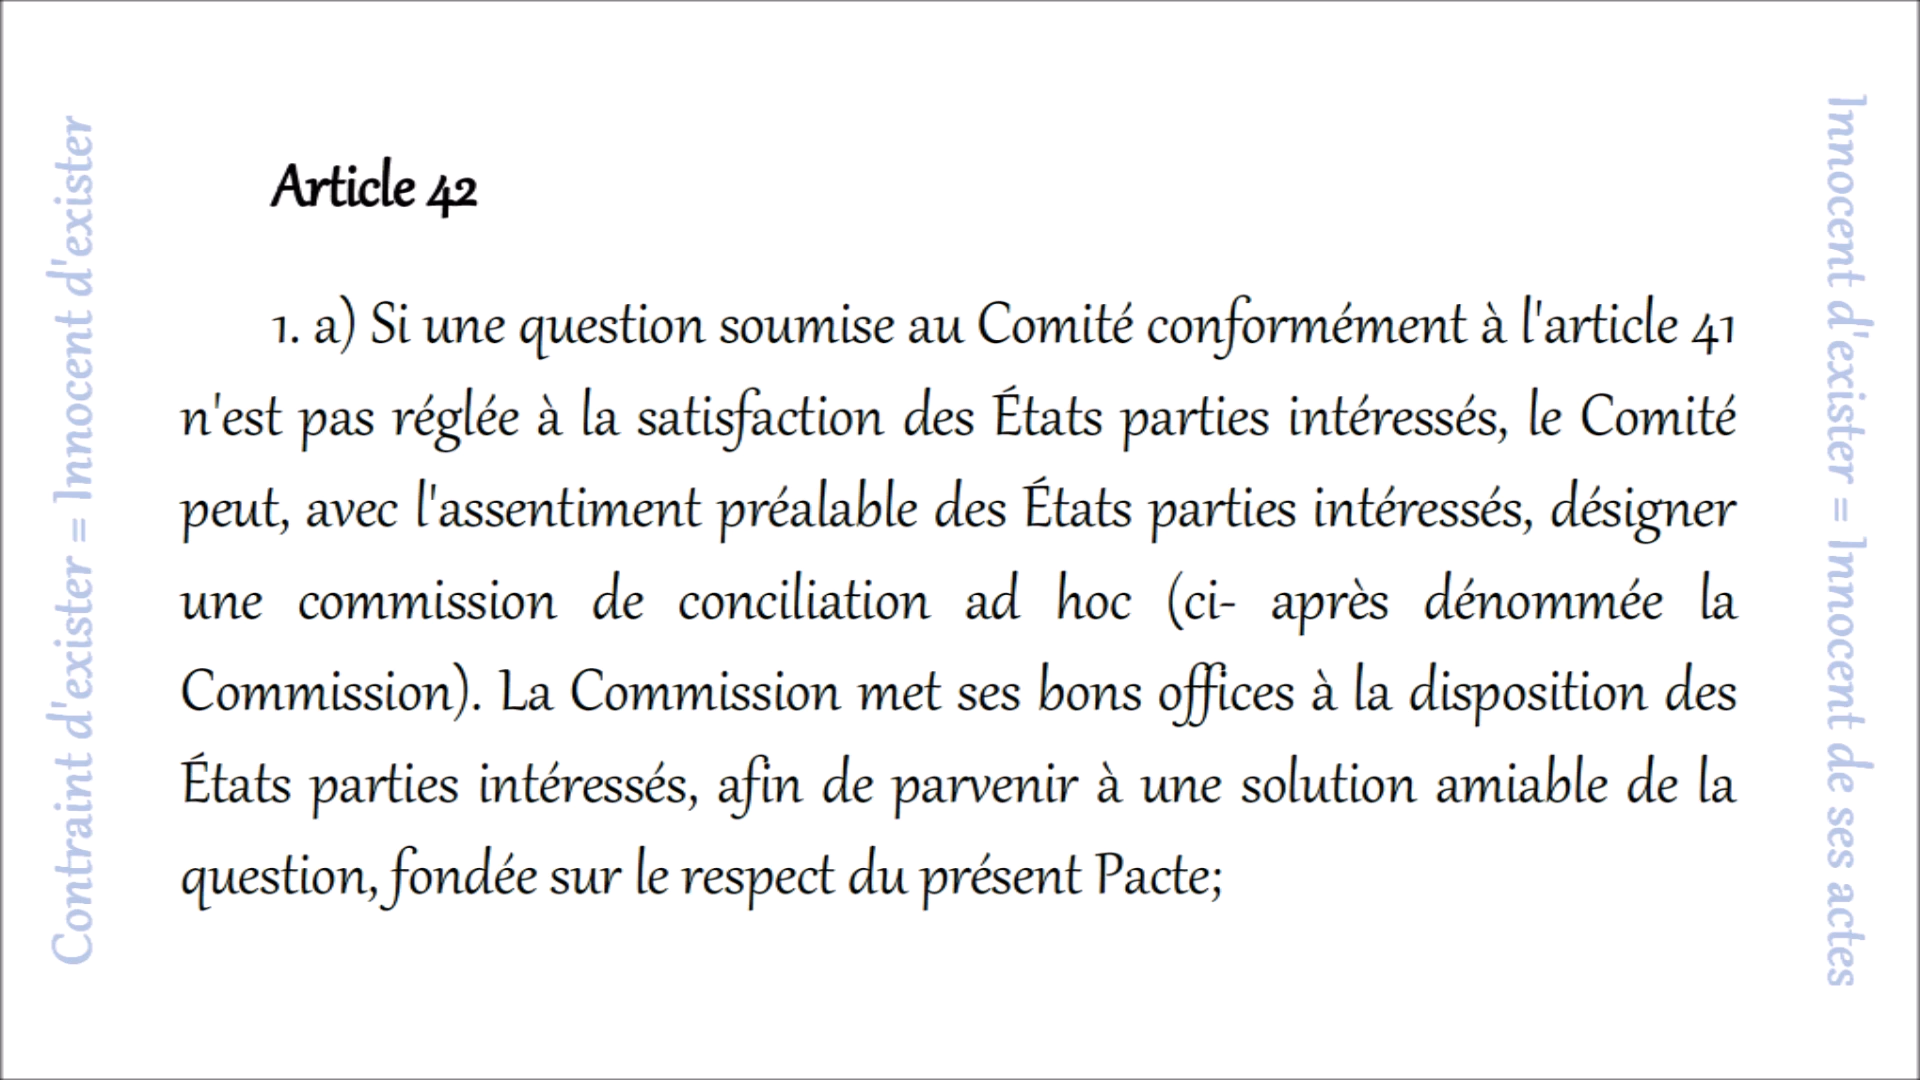 Contraint d'exister = Innocent d'exister
Article 42
1. a) Si une question soumise au Comité conformément à l'article 41
n'est pas réglée à la satisfaction des États parties intéressés, le Comité
peut, avec l'assentiment préalable des États parties intéressés, désigner
une commission de conciliation ad hoc (ci- après dénommée la
Commission). La Commission met ses bons offices à la disposition des
États parties intéressés, afin de parvenir à une solution amiable de la
question, fondée sur le respect du présent Pacte;
Innocent d'exister = Innocent de ses actes